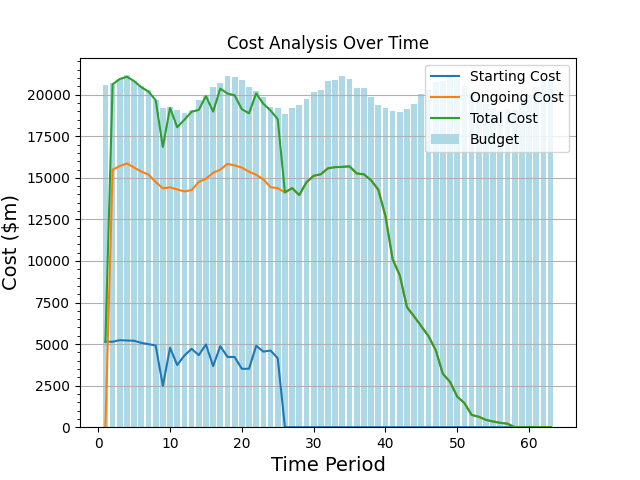 Cost Analysis Over Time
Starting Cost
Ongoing Cost
Total Cost
Budget
Cost ($m)
20000
17500
15000
12500
10000
7500
5000
2500
0
0 10 20 30 40 50 60
Time Period